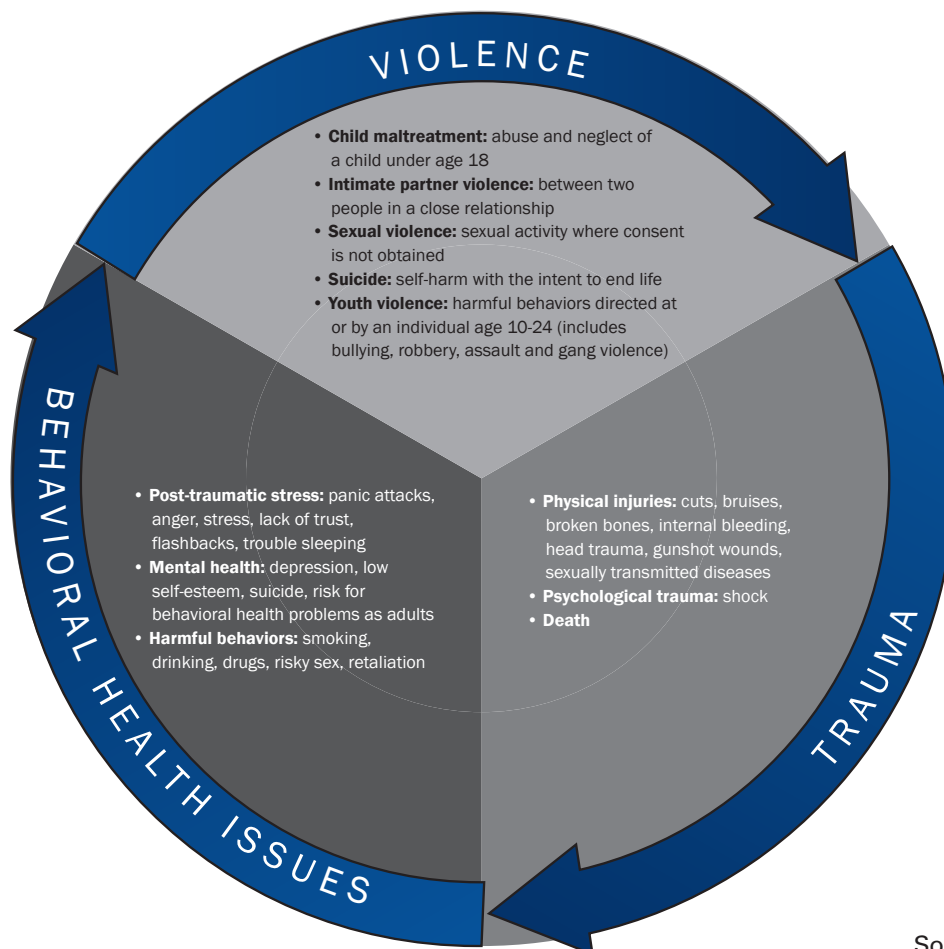 VIOLENCE
• Child maltreatment: abuse and neglect of
a child under age 18
• Intimate partner violence: between two
people in a close relationship
• Sexual violence: sexual activity where consent
is not obtained
• Suicide: self-harm with the intent to end life
• Youth violence: harmful behaviors directed at
or by an individual age 10-24 (includes
bullying, robbery, assault and gang violence)
TRAUMA
• Physical injuries: cuts, bruises,
broken bones, internal bleeding,
head trauma, gunshot wounds,
sexually transmitted diseases
• Psychological trauma: shock
• Death
BEHAVIORAL HEALTH ISSUES
• Post-traumatic stress: panic attacks,
anger, stress, lack of trust,
flashbacks, trouble sleeping
• Mental health: depression, low
self-esteem, suicide, risk for
behavioral health problems as adults
• Harmful behaviors: smoking,
drinking, drugs, risky sex, retaliation